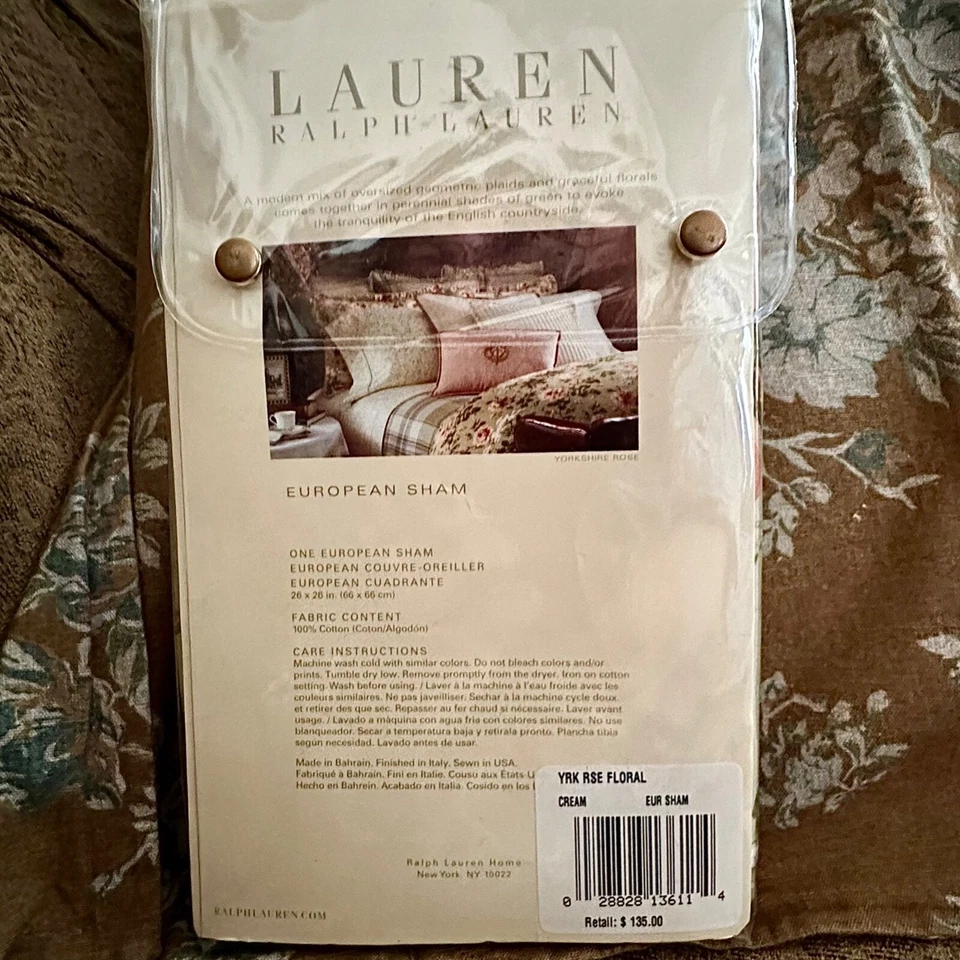 LAUREN
RALPH LAUREN
A modern mix of oversized geometric plaids and graceful florals
comes together in perennial shades of green to evoke
the tranquility of the English countryside.
YORKSHIRE ROSE
EUROPEAN SHAM
ONE EUROPEAN SHAM
EUROPEAN COUVRE-OREILLER
EUROPEAN CUADRANTE
26 x 26 in. (66 x 66 cm)
FABRIC CONTENT
100% Cotton (Coton/Algodón)
CARE INSTRUCTIONS
Machine wash cold with similar colors. Do not bleach colors and/or
prints. Tumble dry low. Remove promptly from the dryer. Iron on cotton
setting. Wash before using. / Laver à la machine à l'eau froide avec les
couleurs similaires. Ne pas javeilliser. Sechar à la machine cycle doux
et retirer des que sec. Repasser au fer chaud si nécessaire. Laver avant
usage. / Lavado a màquina con agua fria con colores similares. No use
blanqueador. Secar a temperatura baja y retirala pronto. Plancha tibia
según necesidad. Lavado antes de usar.
Made in Bahrain. Finished in Italy. Sewn in USA.
Fabriqué à Bahrain. Fini en Italie. Cousu aux États-U
Hecho en Bahrein. Acabado en Italia. Cosido en los
YRK RSE FLORAL
CREAM EUR SHAM
0 28828 13611 4
Retail: $ 135.00
Ralph Lauren Home
New York NY 10022
RALPHLAUREN.COM